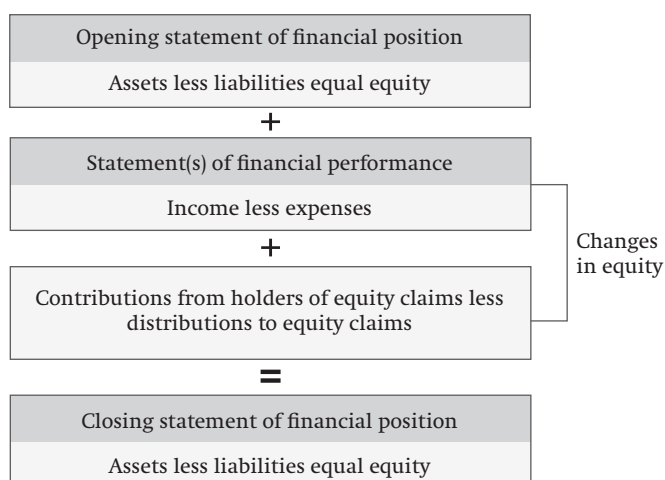 Opening statement of financial position
Assets less liabilities equal equity
+
Statement(s) of financial performance
Income less expenses
+
Changes
in equity
Contributions from holders of equity claims less
distributions to equity claims
=
Closing statement of financial position
Assets less liabilities equal equity